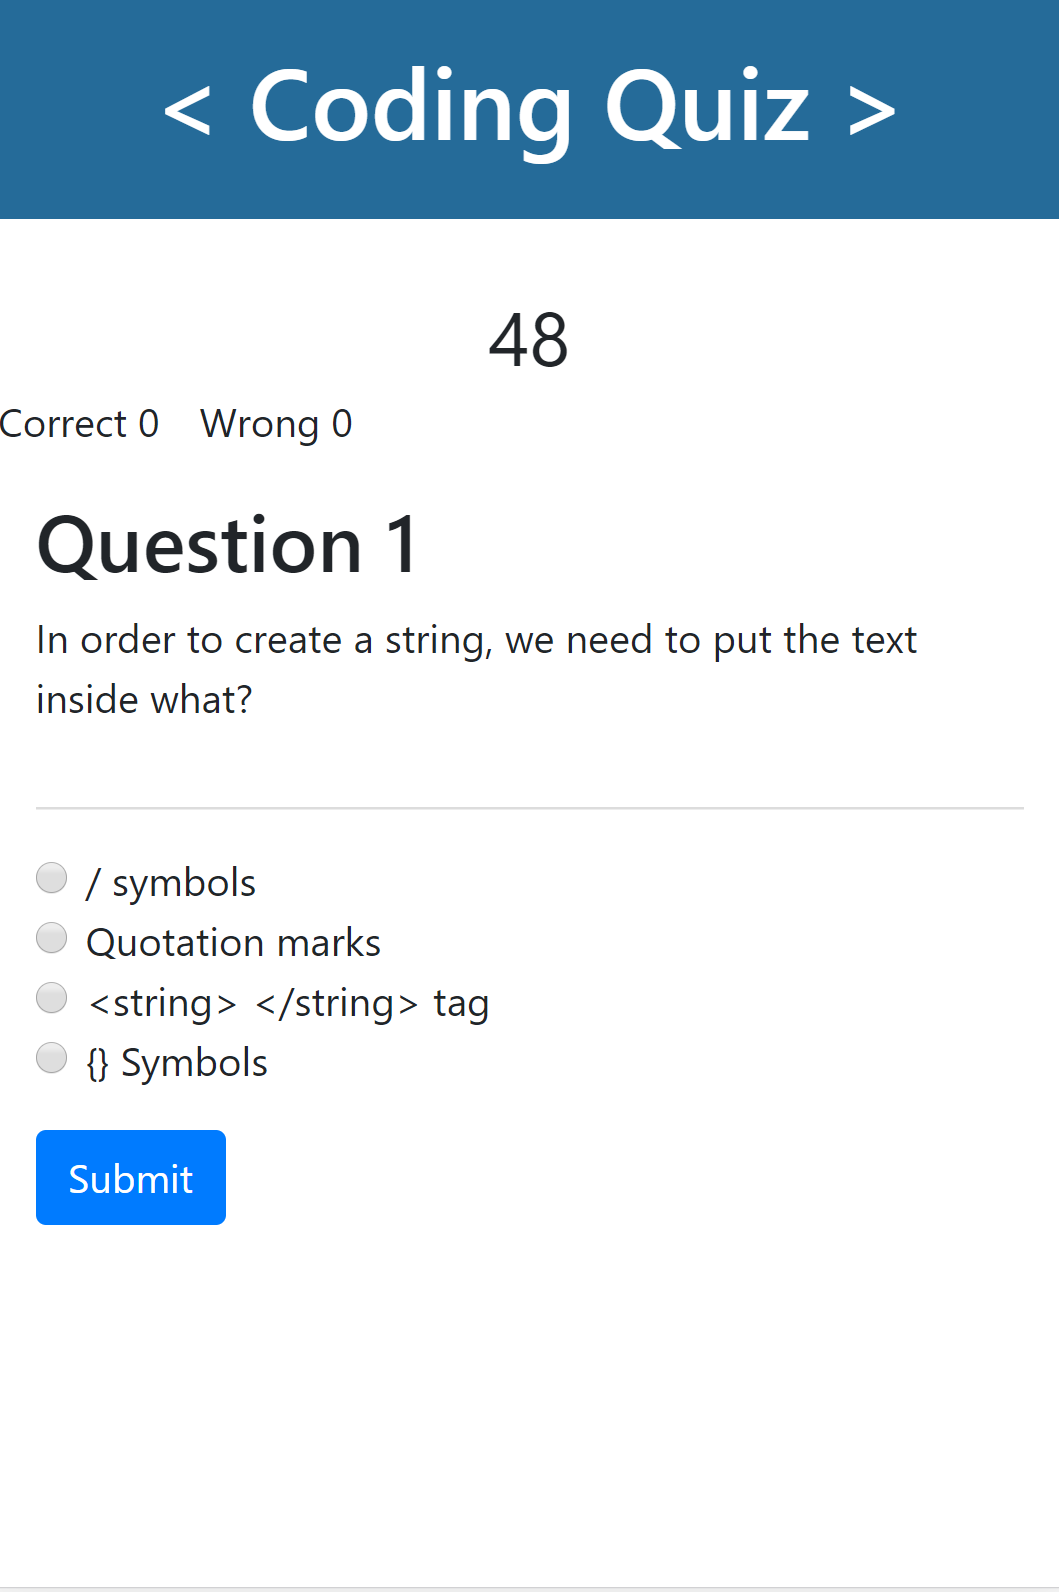 < Coding Quiz >
48
Correct 0 Wrong 0
Question 1
In order to create a string, we need to put the text
inside what?
/ symbols
Quotation marks
<string> </string> tag
{} Symbols
Submit